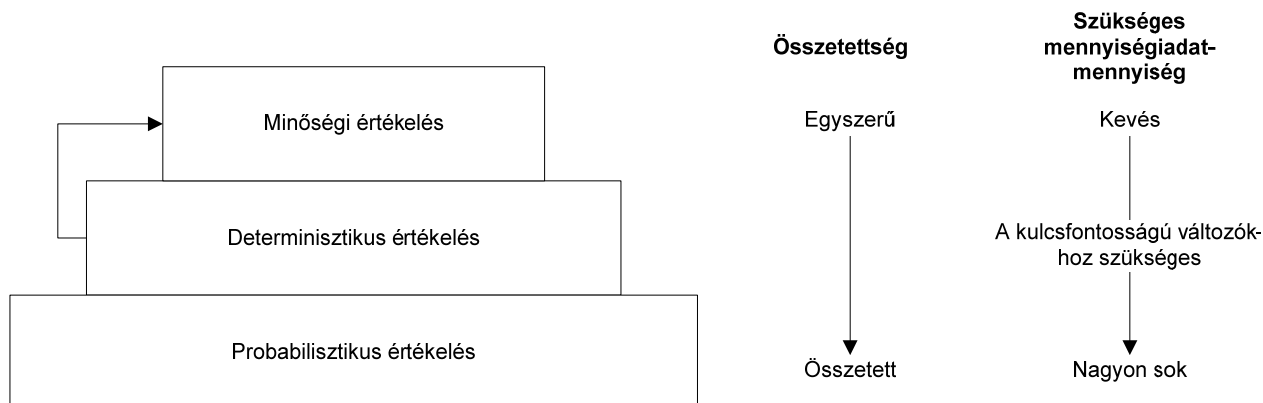 Minőségi értékelés
Determinisztikus értékelés
Probabilisztikus értékelés
Összetettség
Egyszerű
Összetett
Szükséges
mennyiségiadat-
mennyiség
Kevés
A kulcsfontosságú változók-
hoz szükséges
Nagyon sok